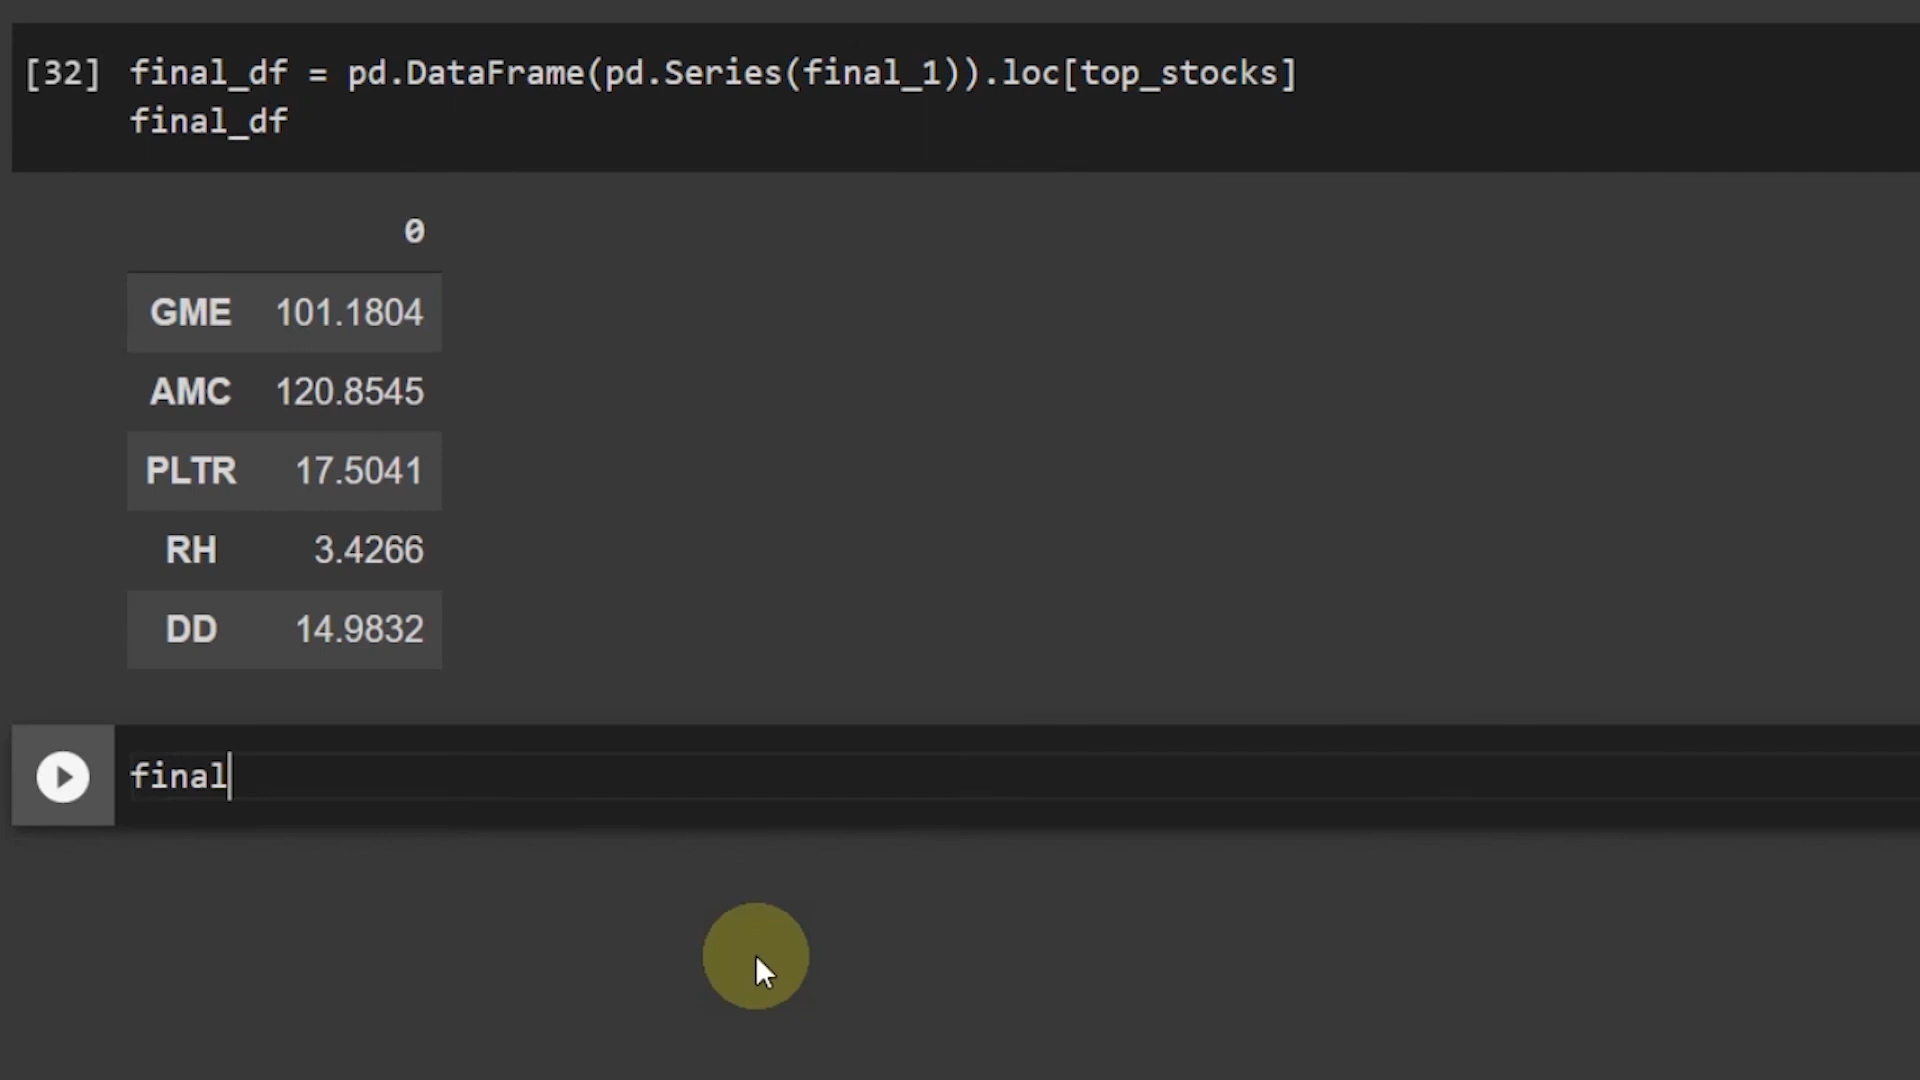 [32] final_df = pd.DataFrame(pd.Series(final_1)).loc[top_stocks]
final_df
0
GME 101.1804
AMC 120.8545
PLTR 17.5041
RH 3.4266
DD 14.9832
final